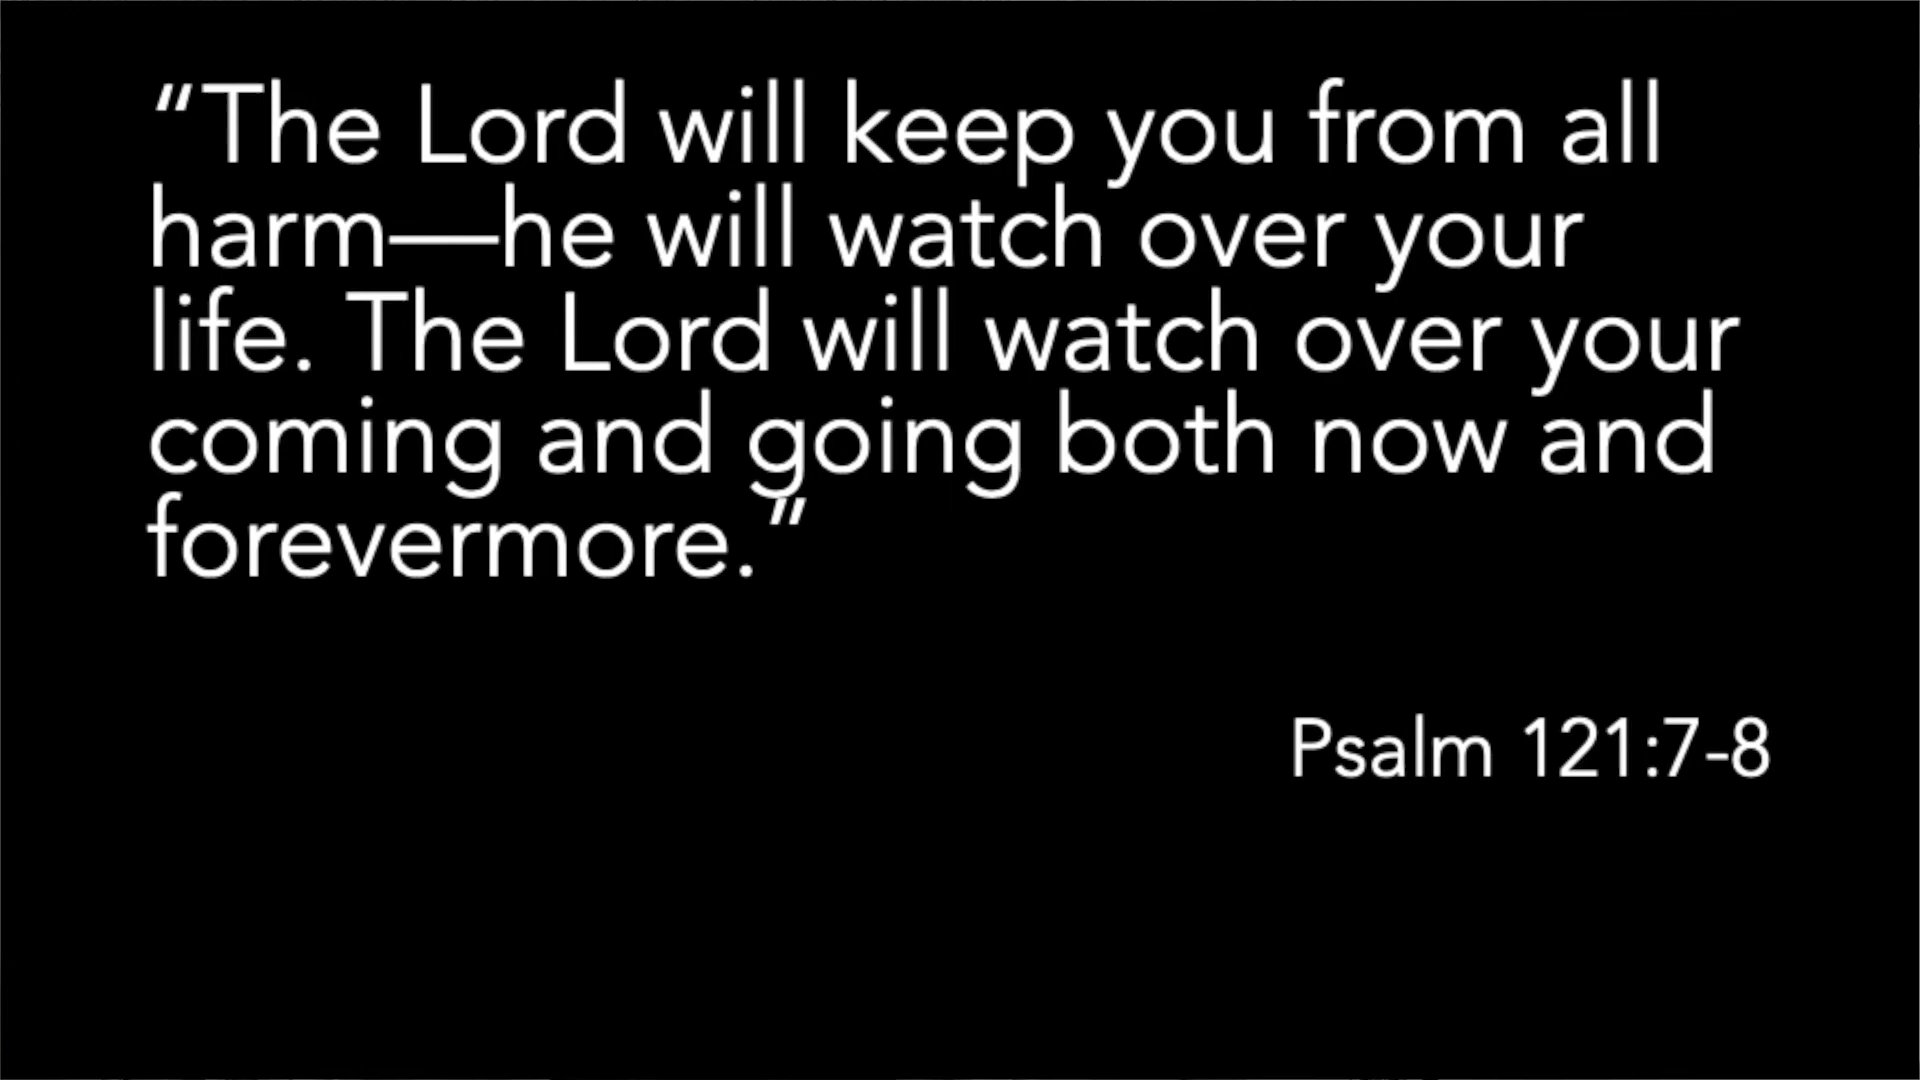 “The Lord will keep you from all
harm—he will watch over your
life. The Lord will watch over your
coming and going both now and
forevermore.”
Psalm 121:7-8